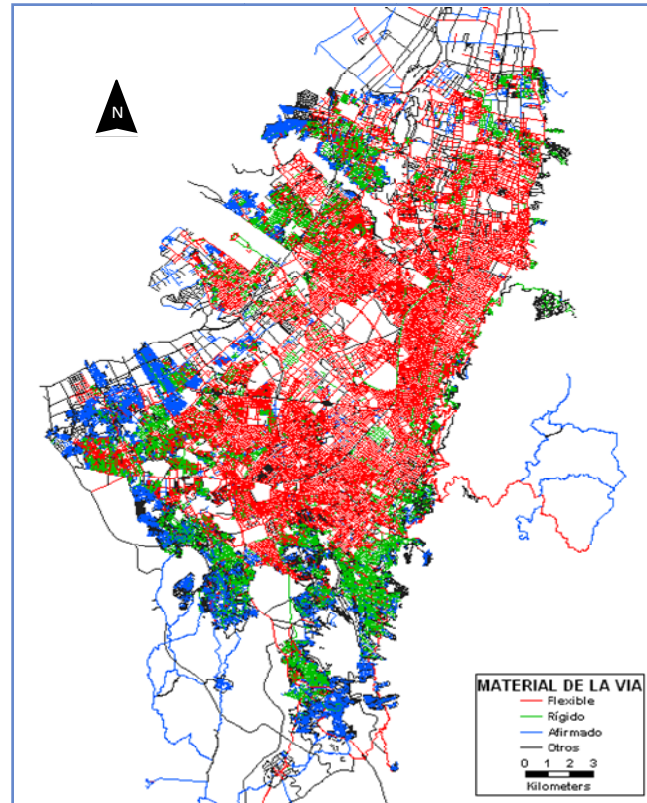 N
MATERIAL DE LA VIA
Flexible
Rígido
Afirmado
Otros
0 1 2 3
Kilometers